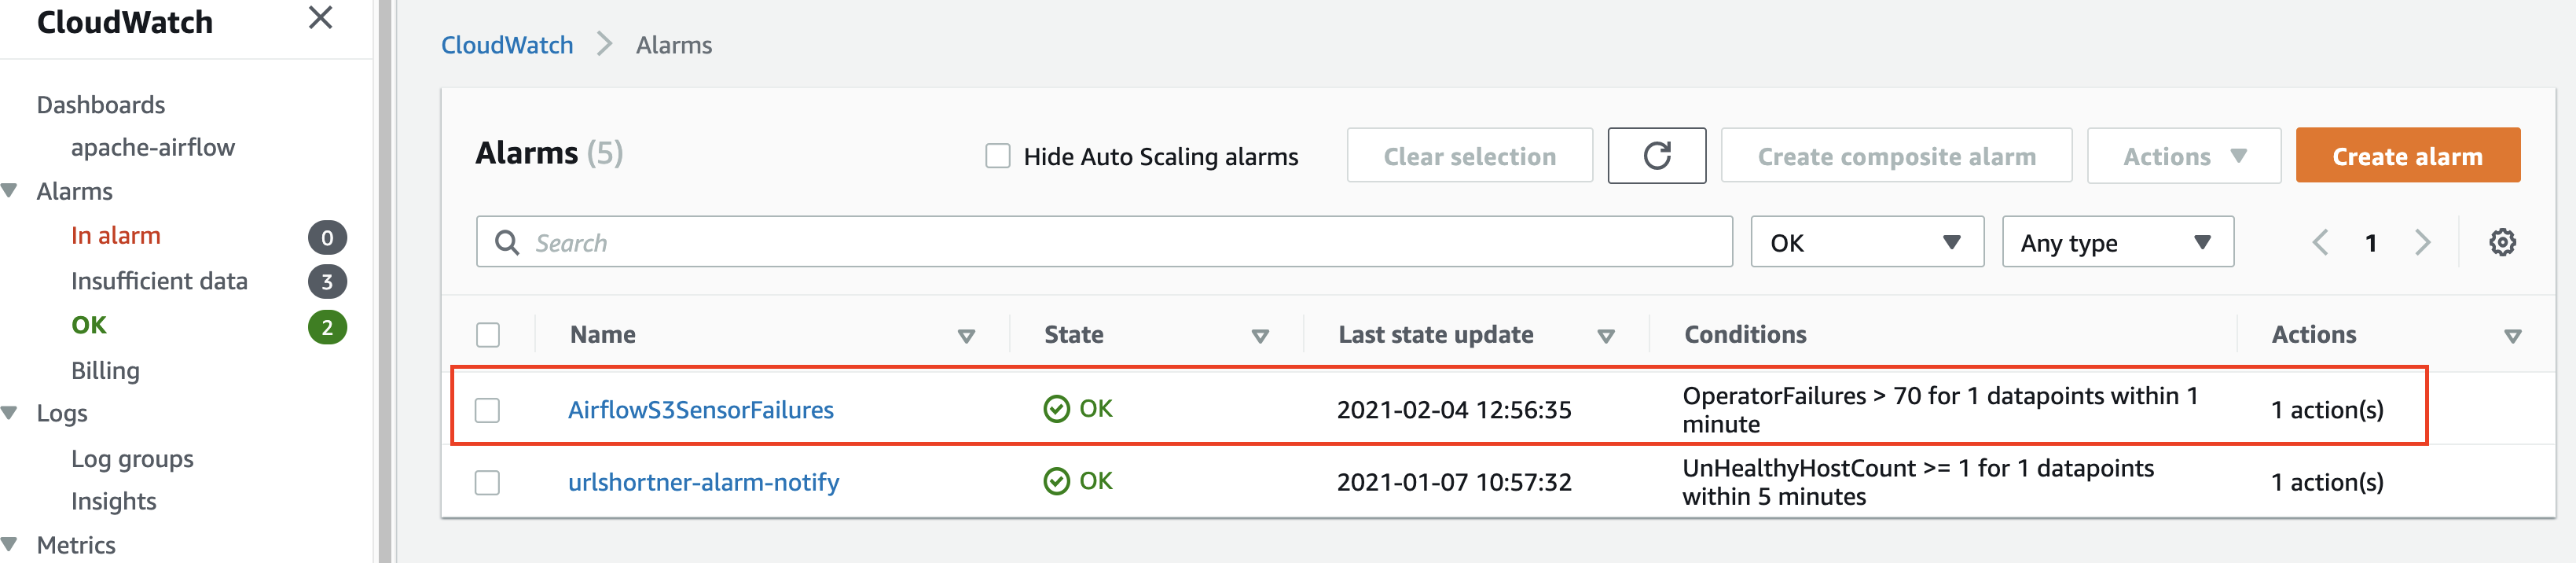 CloudWatch
Dashboards
apache-airflow
Alarms
In alarm 0
Insufficient data 3
OK 2
Billing
Logs
Log groups
Insights
Metrics
CloudWatch Alarms
Alarms (5) Hide Auto Scaling alarms Clear selection Create composite alarm Actions Create alarm
Search OK Any type 1
Name State Last state update Conditions Actions
AirflowS3SensorFailures OK 2021-02-04 12:56:35 OperatorFailures > 70 for 1 datapoints within 1
minute 1 action(s)
urlshortner-alarm-notify OK 2021-01-07 10:57:32 UnHealthyHostCount >= 1 for 1 datapoints
within 5 minutes 1 action(s)